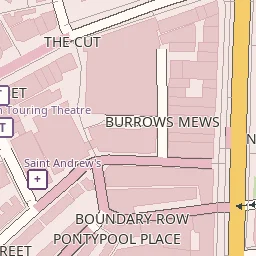 THE CUT
ET
Touring Theatre
T
BURROWS MEWS
N
Saint Andrew's
BOUNDARY ROW
PONTYPOOL PLACE
REET